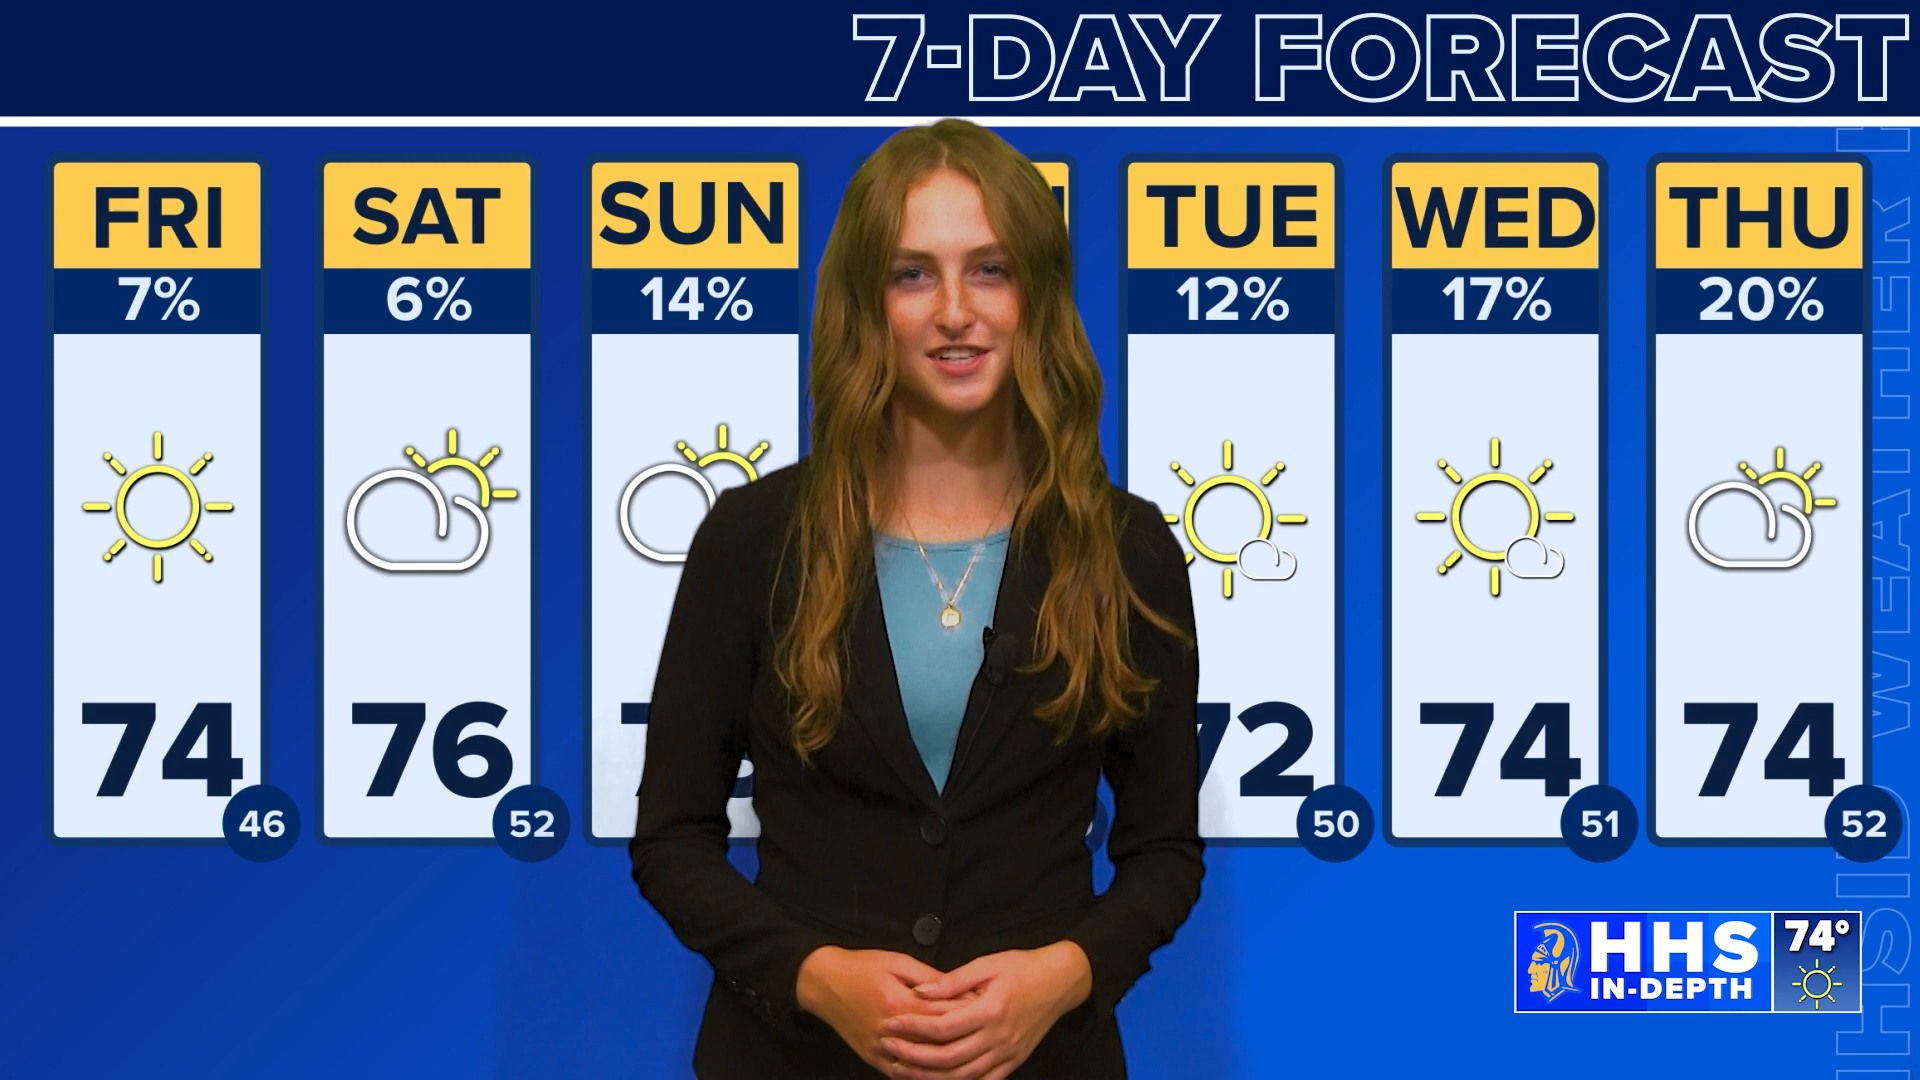 7-DAY FORECAST
FRI SAT SUN TUE WED THU
7% 6% 14% 12% 17% 20%
74 76 72 74 74
46 52 50 51 52
HHS 74°
IN-DEPTH